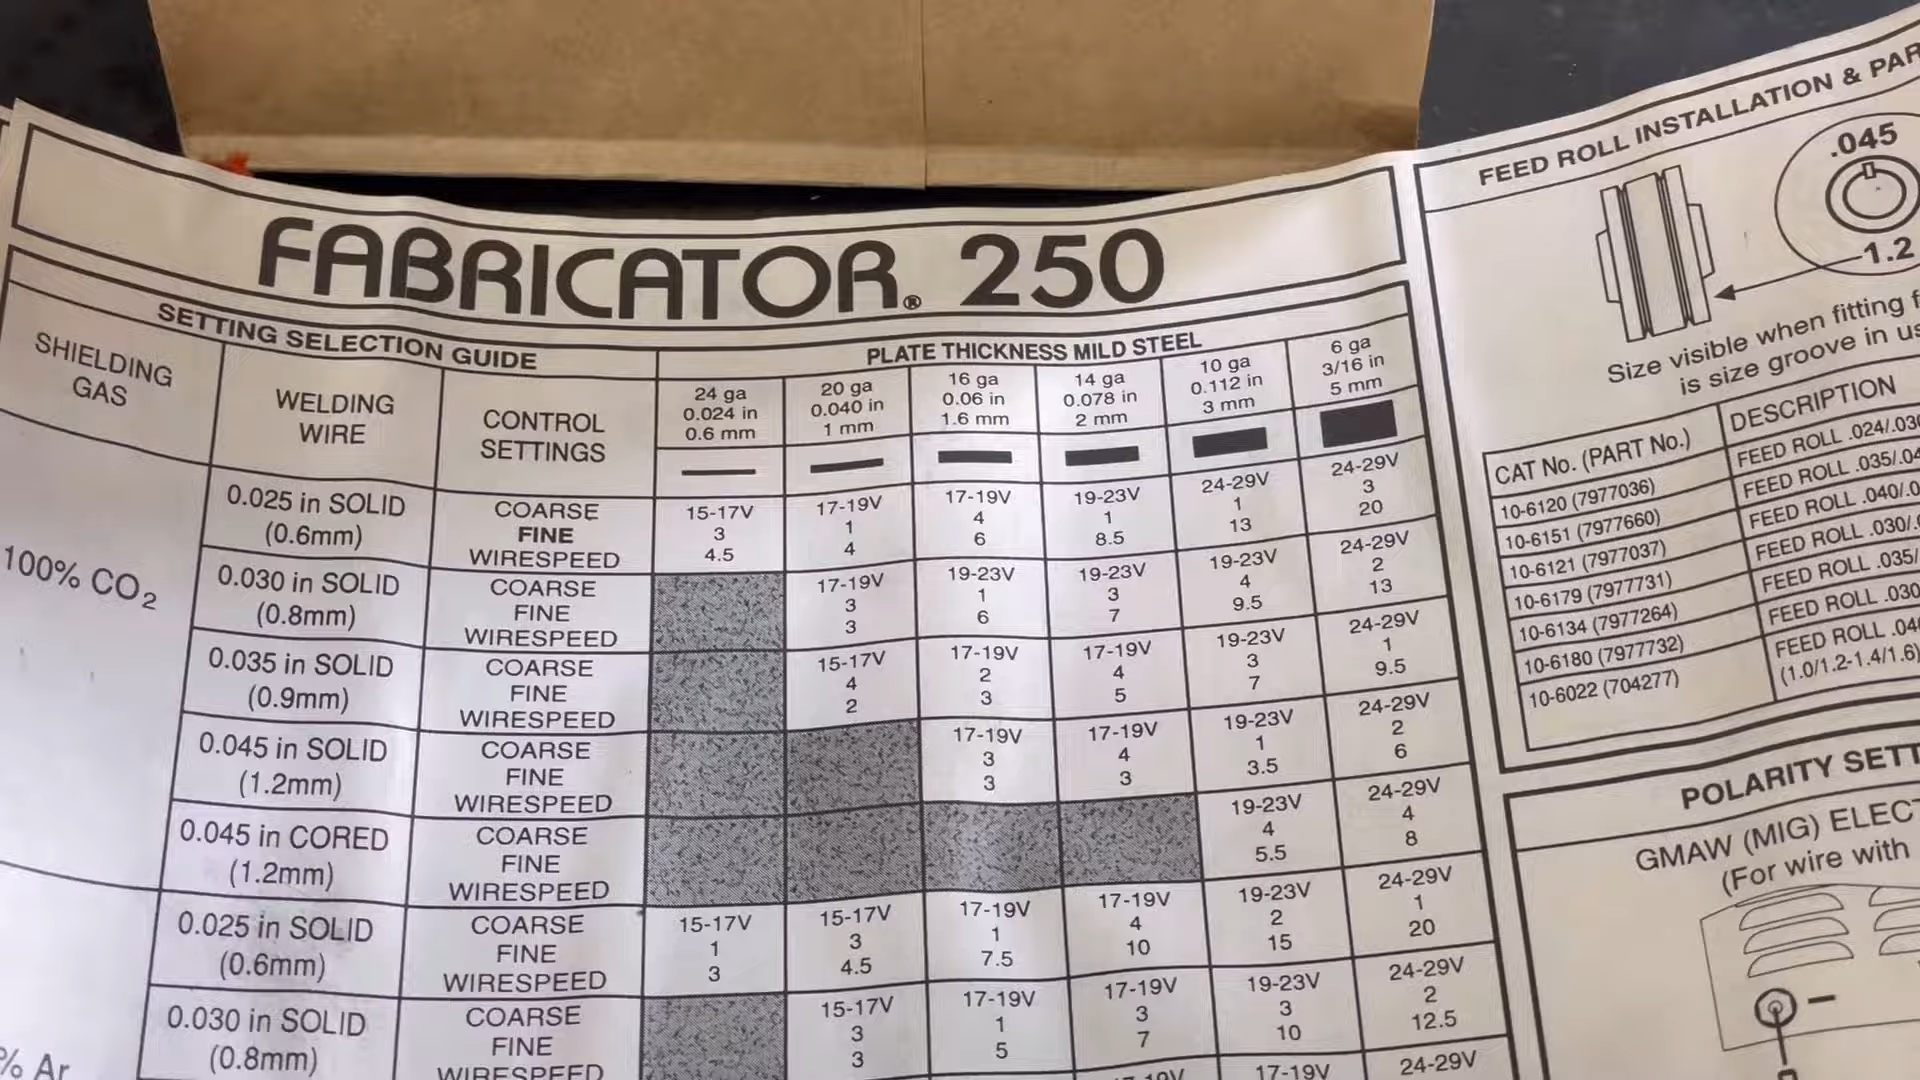 FABRICATOR® 250
SETTING SELECTION GUIDE
PLATE THICKNESS MILD STEEL
SHIELDING
GAS
WELDING
WIRE
CONTROL
SETTINGS
24 ga
0.024 in
0.6 mm
20 ga
0.040 in
1 mm
16 ga
0.06 in
1.6 mm
14 ga
0.078 in
2 mm
10 ga
0.112 in
3 mm
6 ga
3/16 in
5 mm
100% CO2
0.025 in SOLID
(0.6mm)
COARSE
FINE
WIRESPEED
15-17V
3
4.5
17-19V
1
4
17-19V
4
6
19-23V
1
8.5
24-29V
1
13
24-29V
3
20
0.030 in SOLID
(0.8mm)
COARSE
FINE
WIRESPEED
17-19V
3
3
19-23V
1
6
19-23V
3
7
19-23V
4
9.5
24-29V
2
13
0.035 in SOLID
(0.9mm)
COARSE
FINE
WIRESPEED
15-17V
4
2
17-19V
2
3
17-19V
4
5
19-23V
3
7
24-29V
1
9.5
0.045 in SOLID
(1.2mm)
COARSE
FINE
WIRESPEED
17-19V
3
3
17-19V
4
3
19-23V
1
3.5
24-29V
2
6
0.045 in CORED
(1.2mm)
COARSE
FINE
WIRESPEED
19-23V
4
5.5
24-29V
4
8
0.025 in SOLID
(0.6mm)
COARSE
FINE
WIRESPEED
15-17V
1
3
15-17V
3
4.5
17-19V
1
7.5
17-19V
4
10
19-23V
2
15
24-29V
1
20
% Ar
0.030 in SOLID
(0.8mm)
COARSE
FINE
WIRESPEED
15-17V
3
3
17-19V
1
5
17-19V
3
7
19-23V
3
10
24-29V
2
12.5
17-19V
17-19V
24-29V
FEED ROLL INSTALLATION & PAR
.045
1.2
Size visible when fitting f
is size groove in us
CAT No. (PART No.)
DESCRIPTION
10-6120 (7977036)
FEED ROLL .024/.030
10-6151 (7977660)
FEED ROLL .035/.04
10-6121 (7977037)
FEED ROLL .040/.0
10-6179 (7977731)
FEED ROLL .030/.
10-6134 (7977264)
FEED ROLL .035/
10-6180 (7977732)
FEED ROLL .030
10-6022 (704277)
FEED ROLL .04
(1.0/1.2-1.4/1.6)
POLARITY SETT
GMAW (MIG) ELECT
(For wire with
−